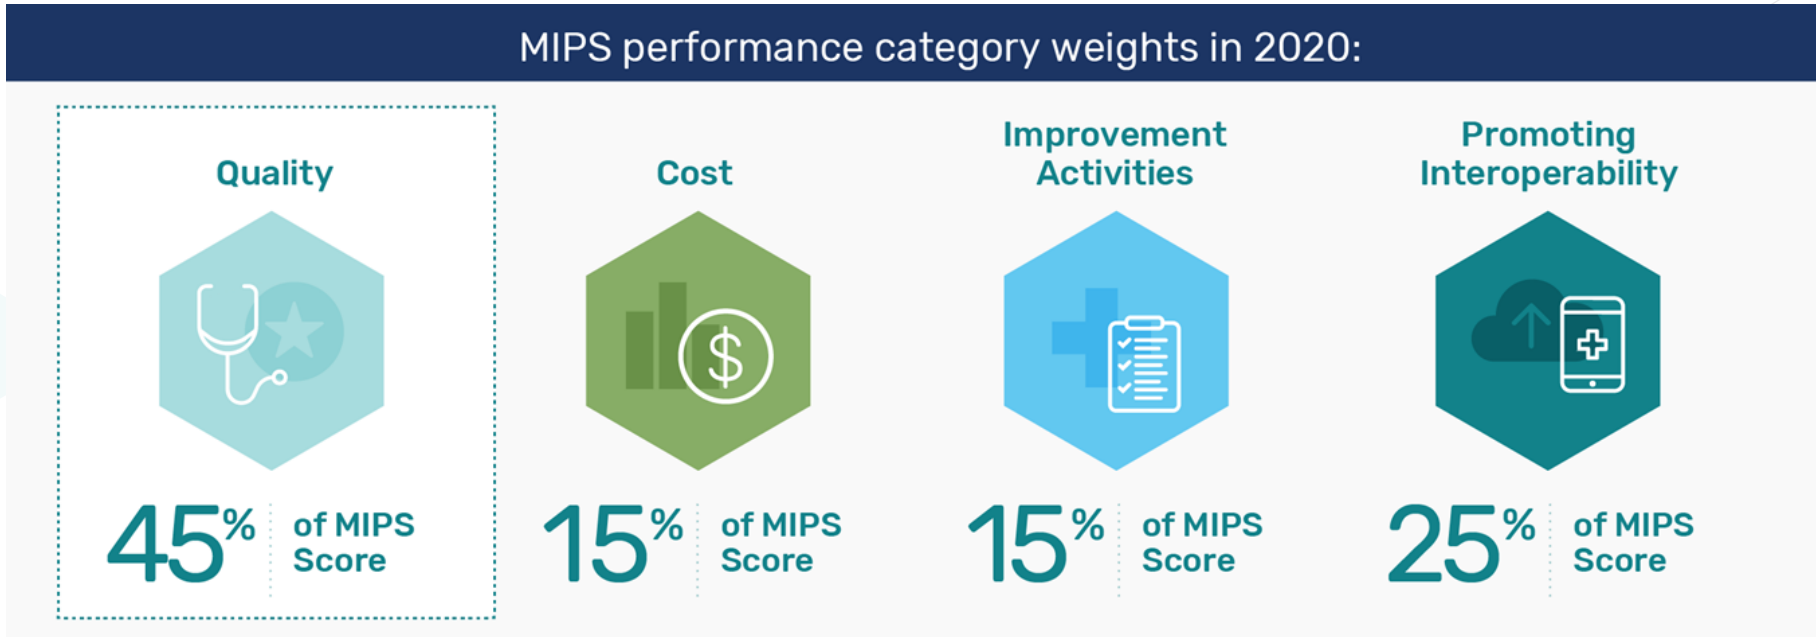 MIPS performance category weights in 2020:
Quality
45%
of MIPS
Score
Cost
$
15%
of MIPS
Score
Improvement
Activities
15%
of MIPS
Score
Promoting
Interoperability
25%
of MIPS
Score